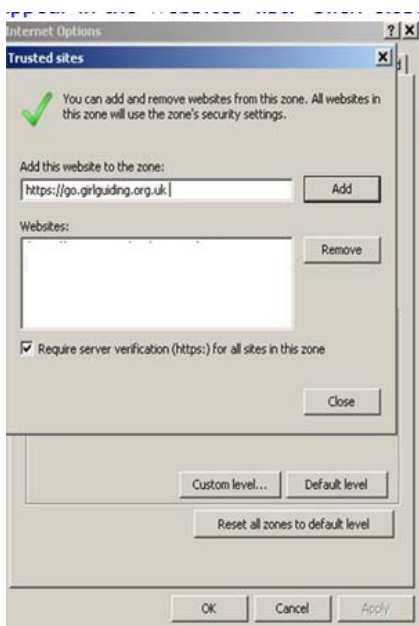 Internet Options
Trusted sites
You can add and remove websites from this zone. All websites in
this zone will use the zone's security settings.
Add this website to the zone:
https://go.girlguiding.org.uk
Add
Websites:
Remove
Require server verification (https:) for all sites in this zone
Close
Custom level...
Default level
Reset all zones to default level
OK
Cancel
Apply